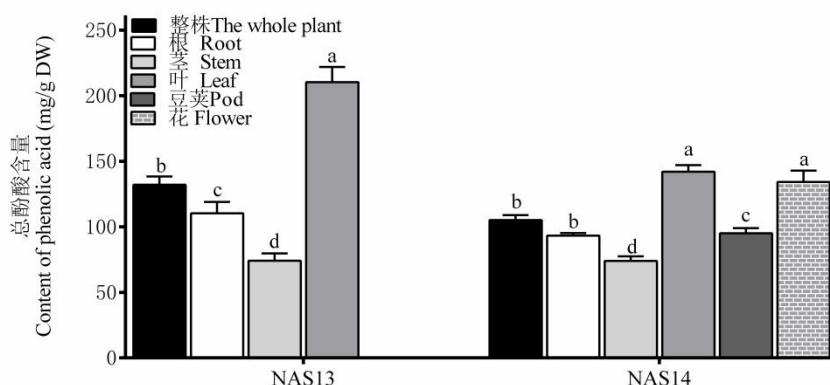 总酚酸含量
Content of phenolic acid (mg/g DW)
250
200
150
100
50
0
整株The whole plant
根 Root
茎 Stem
叶 Leaf
豆荚Pod
花 Flower
b
c
d
a
b
b
d
a
c
a
NAS13
NAS14